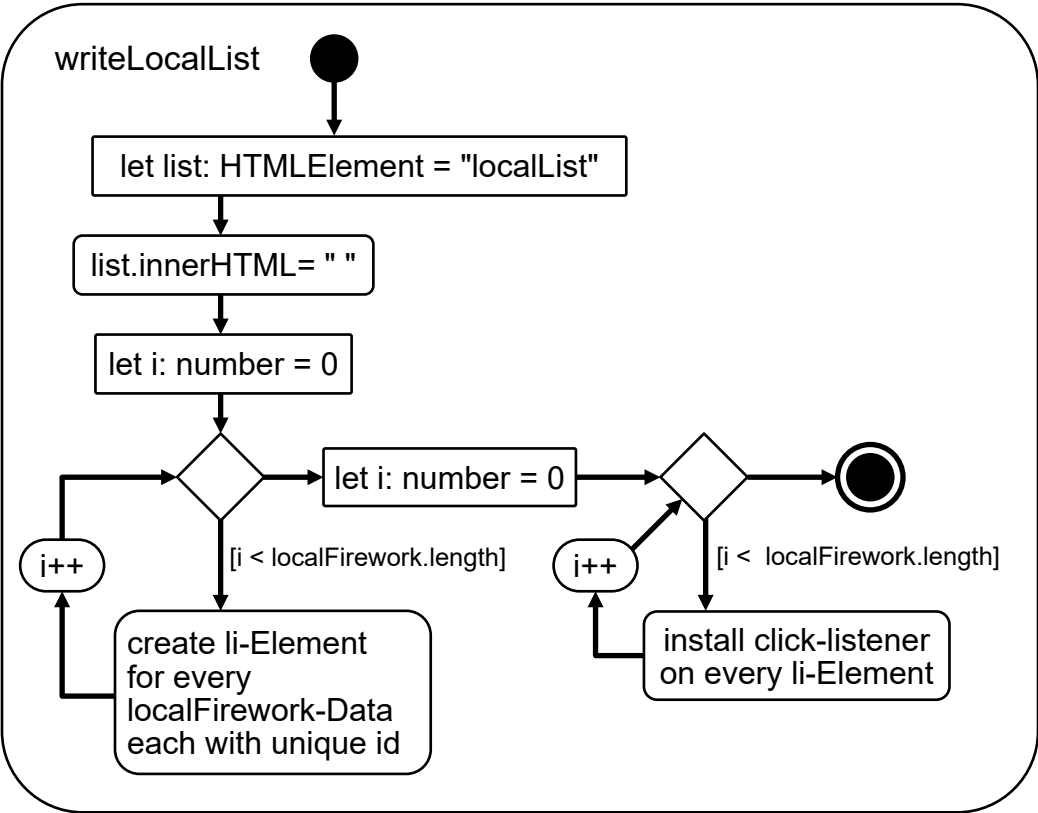 writeLocalList
let list: HTMLElement = "localList"
list.innerHTML= " "
let i: number = 0
let i: number = 0
[i < localFirework.length]
i++
create li-Element
for every
localFirework-Data
each with unique id
[i <  localFirework.length]
i++
install click-listener
on every li-Element